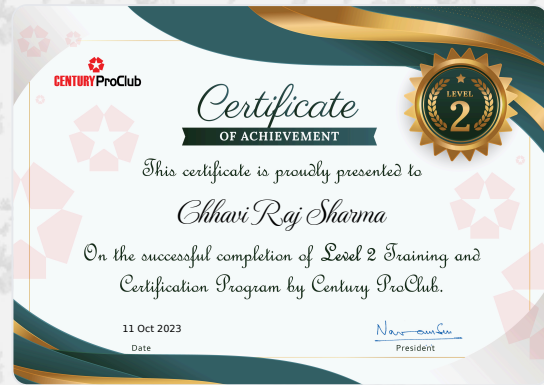 CENTURY ProClub
Certificate
OF ACHIEVEMENT
LEVEL
2
This certificate is proudly presented to
Chhavi Raj Sharma
On the successful completion of Level 2 Training and
Certification Program by Century ProClub.
11 Oct 2023
Date
President